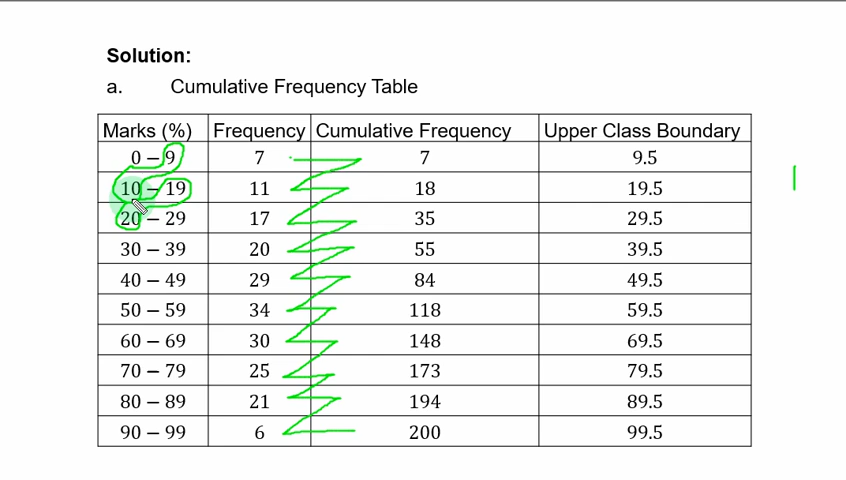 Solution:
a. Cumulative Frequency Table
Marks (%) Frequency Cumulative Frequency Upper Class Boundary
0 – 9 7 7 9.5
10 – 19 11 18 19.5
20 – 29 17 35 29.5
30 – 39 20 55 39.5
40 – 49 29 84 49.5
50 – 59 34 118 59.5
60 – 69 30 148 69.5
70 – 79 25 173 79.5
80 – 89 21 194 89.5
90 – 99 6 200 99.5